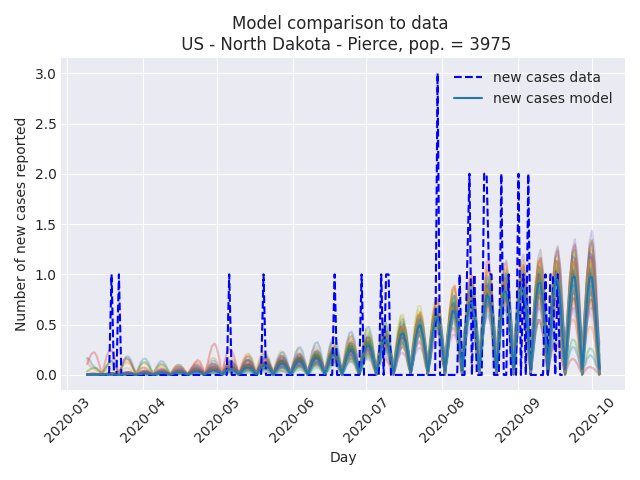 Model comparison to data
US - North Dakota - Pierce, pop. = 3975
new cases data
new cases model
Number of new cases reported
3.0
2.5
2.0
1.5
1.0
0.5
0.0
2020-03
2020-04
2020-05
2020-06
2020-07
2020-08
2020-09
2020-10
Day